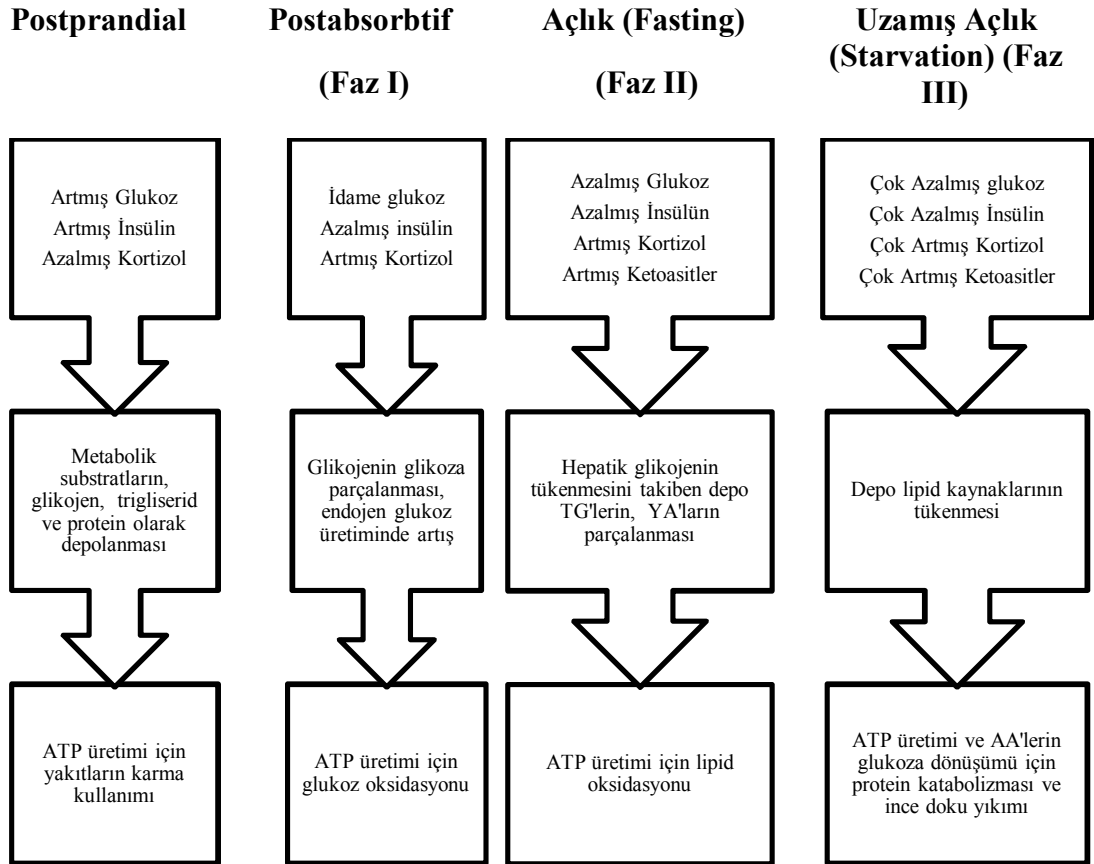 Postprandial
Postabsorbtif
(Faz I)
Açlık (Fasting)
(Faz II)
Uzamış Açlık
(Starvation) (Faz
III)
Artmış Glukoz
Artmış İnsülin
Azalmış Kortizol
İdame glukoz
Azalmış insülin
Artmış Kortizol
Azalmış Glukoz
Azalmış İnsülün
Artmış Kortizol
Artmış Ketoasitler
Çok Azalmış glukoz
Çok Azalmış İnsülin
Çok Artmış Kortizol
Çok Artmış Ketasitler
Metabolik
substratların,
glikojen, trigliserid
ve protein olarak
depolanması
Glikojenin glikoza
parçalanması,
endojen glukoz
üretiminde artış
Hepatik glikojenin
tükenmesini takiben depo
TG'lerin, YA'ların
parçalanması
Depo lipid kaynaklarının
tükenmesi
ATP üretimi için
yakıtların karma
kullanımı
ATP üretimi için
glukoz oksidasyonu
ATP üretimi için lipid
oksidasyonu
ATP üretimi ve AA'lerin
glukoza dönüşümü için
protein katabolizması ve
ince doku yıkımı